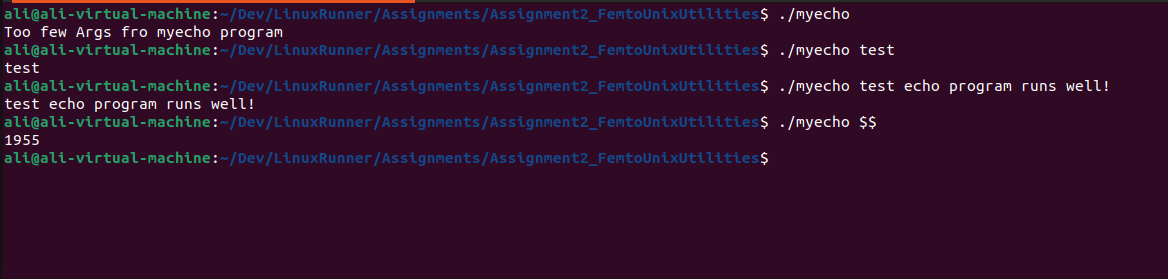 ali@ali-virtual-machine:~/Dev/LinuxRunner/Assignments/Assignment2_FemtoUnixUtilities$ ./myecho
Too few Args fro myecho program
ali@ali-virtual-machine:~/Dev/LinuxRunner/Assignments/Assignment2_FemtoUnixUtilities$ ./myecho test
test
ali@ali-virtual-machine:~/Dev/LinuxRunner/Assignments/Assignment2_FemtoUnixUtilities$ ./myecho test echo program runs well!
test echo program runs well!
ali@ali-virtual-machine:~/Dev/LinuxRunner/Assignments/Assignment2_FemtoUnixUtilities$ ./myecho $$
1955
ali@ali-virtual-machine:~/Dev/LinuxRunner/Assignments/Assignment2_FemtoUnixUtilities$